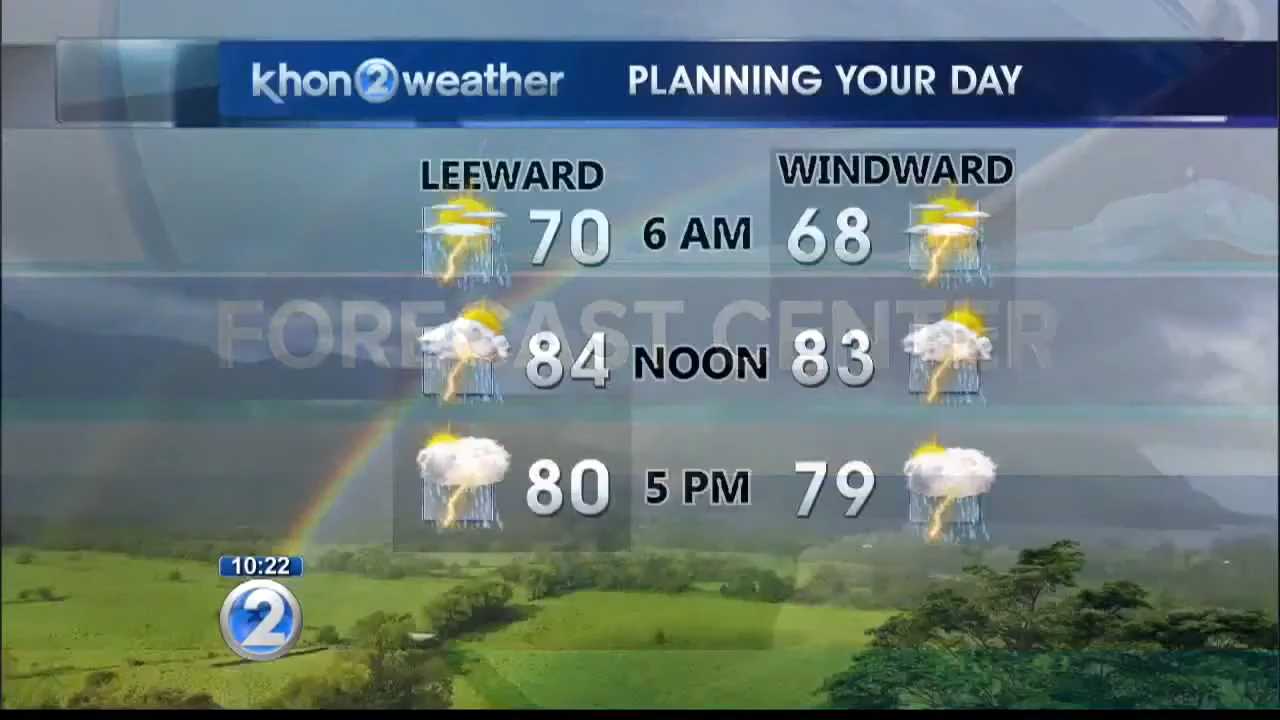 khon2weather PLANNING YOUR DAY
LEEWARD WINDWARD
70 6 AM 68
FORECAST CENTER
84 NOON 83
80 5 PM 79
10:22
2